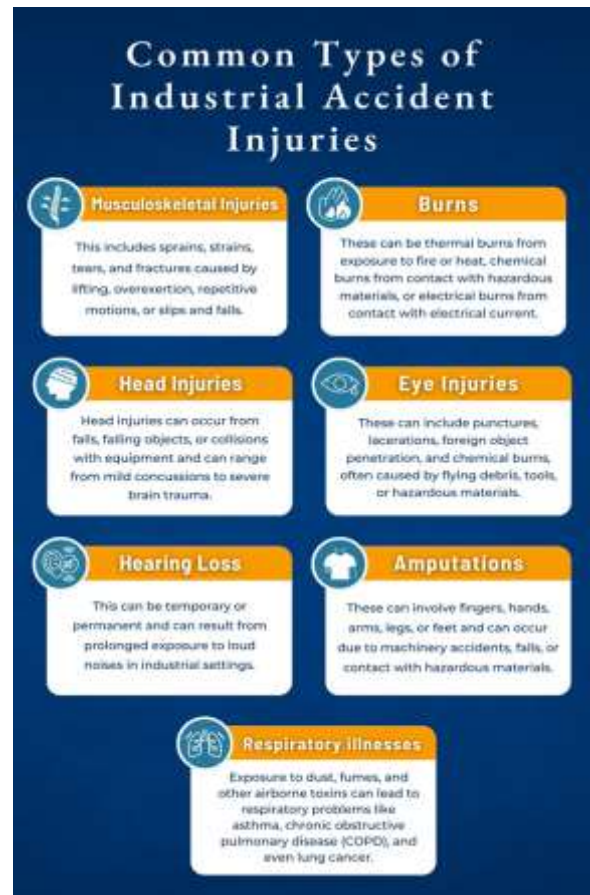 Common Types of
Industrial Accident
Injuries
Musculoskeletal Injuries
This includes sprains, strains,
tears, and fractures caused by
lifting, overexertion, repetitive
motions, or slips and falls.
Burns
These can be thermal burns from
exposure to fire or heat, chemical
burns from contact with hazardous
materials, or electrical burns from
contact with electrical current.
Head Injuries
Head injuries can occur from
falls, falling objects, or collisions
with equipment and can range
from mild concussions to severe
brain trauma.
Eye Injuries
These can include punctures,
lacerations, foreign object
penetration, and chemical burns,
often caused by flying debris, tools,
or hazardous materials.
Hearing Loss
This can be temporary or
permanent and can result from
prolonged exposure to loud
noises in industrial settings.
Amputations
These can involve fingers, hands,
arms, legs, or feet and can occur
due to machinery accidents, falls, or
contact with hazardous materials.
Respiratory Illnesses
Exposure to dust, fumes, and
other airborne toxins can lead to
respiratory problems like
asthma, chronic obstructive
pulmonary disease (COPD), and
even lung cancer.